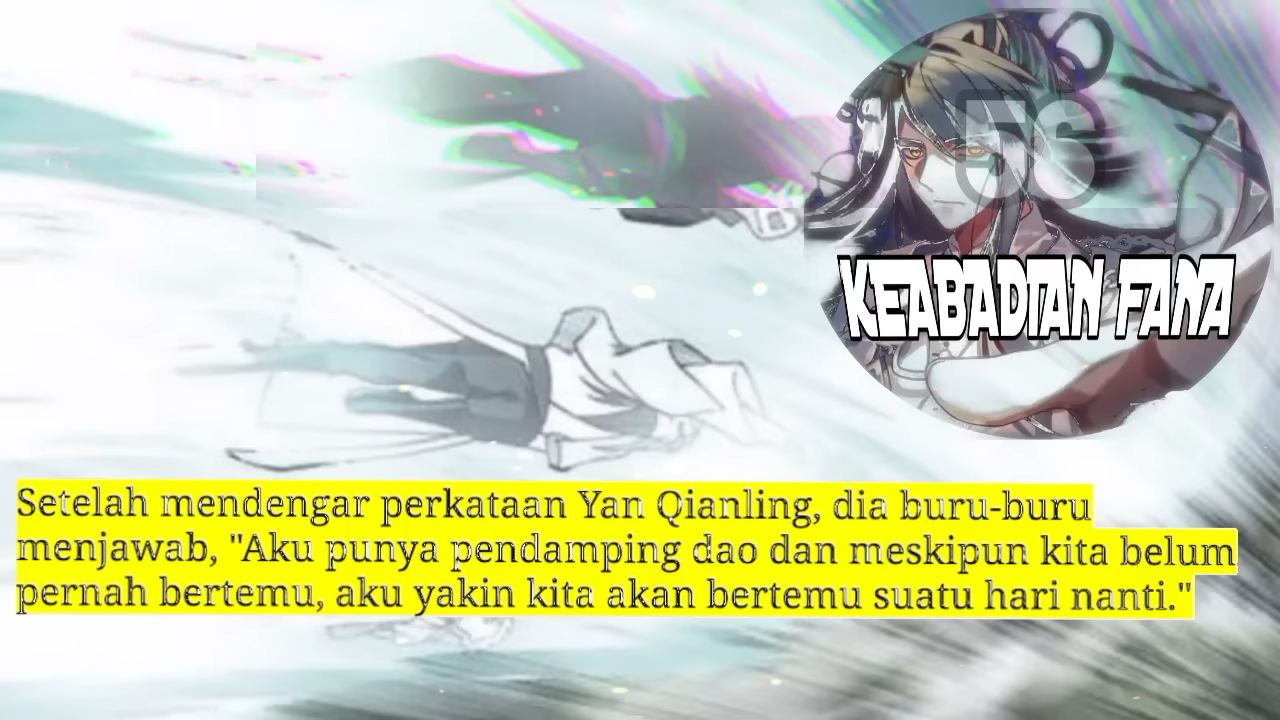 56
KEABADIAN FANA
Setelah mendengar perkataan Yan Qianling, dia buru-buru
menjawab, "Aku punya pendamping dao dan meskipun kita belum
pernah bertemu, aku yakin kita akan bertemu suatu hari nanti."